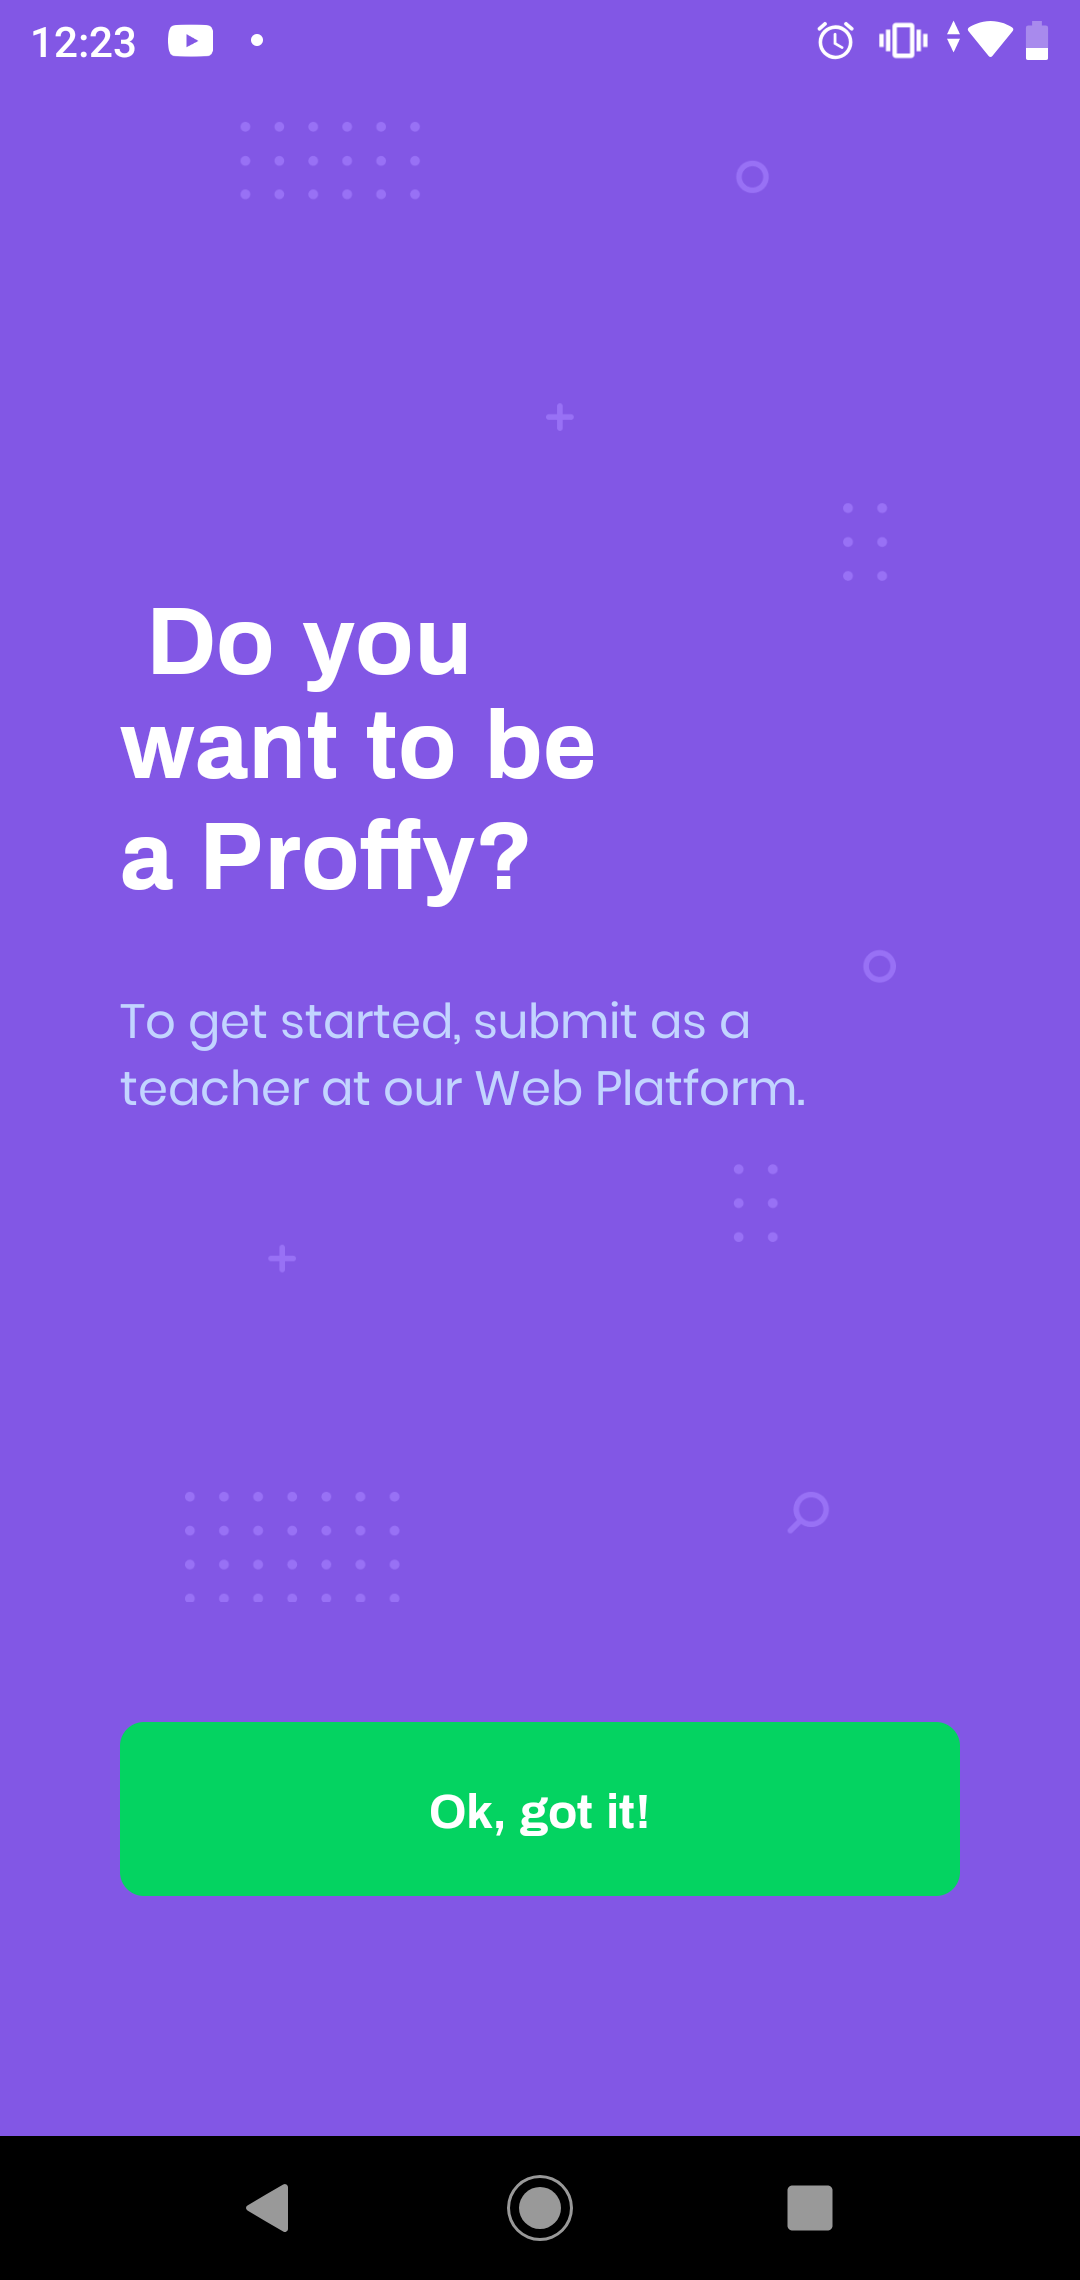 12:23
Do you
want to be
a Proffy?
To get started, submit as a
teacher at our Web Platform.
Ok, got it!